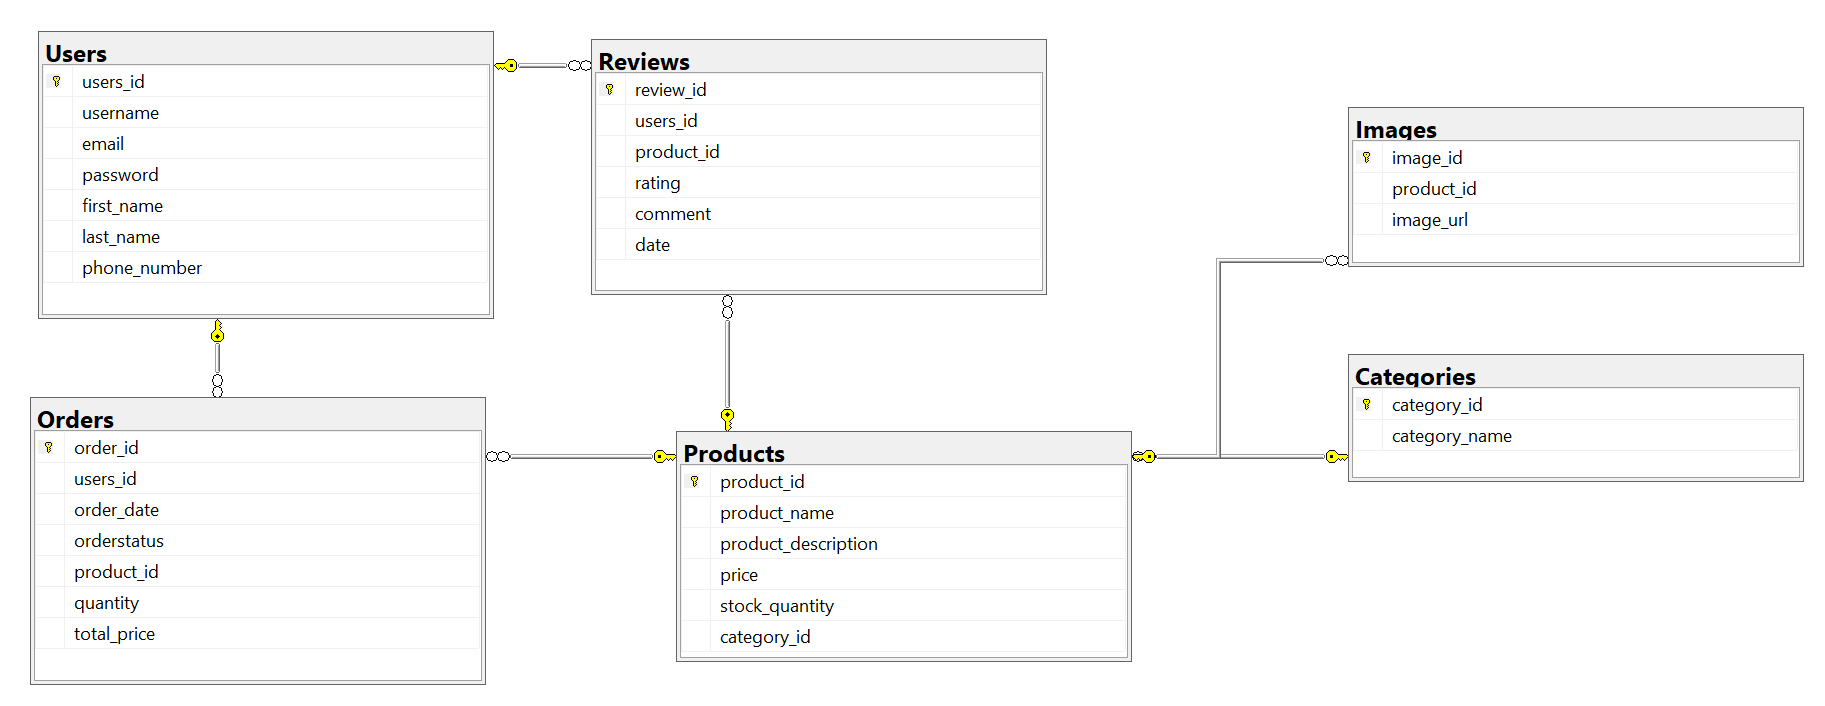 Users
users_id
username
email
password
first_name
last_name
phone_number
Reviews
review_id
users_id
product_id
rating
comment
date
Images
image_id
product_id
image_url
Categories
category_id
category_name
Orders
order_id
users_id
order_date
orderstatus
product_id
quantity
total_price
Products
product_id
product_name
product_description
price
stock_quantity
category_id